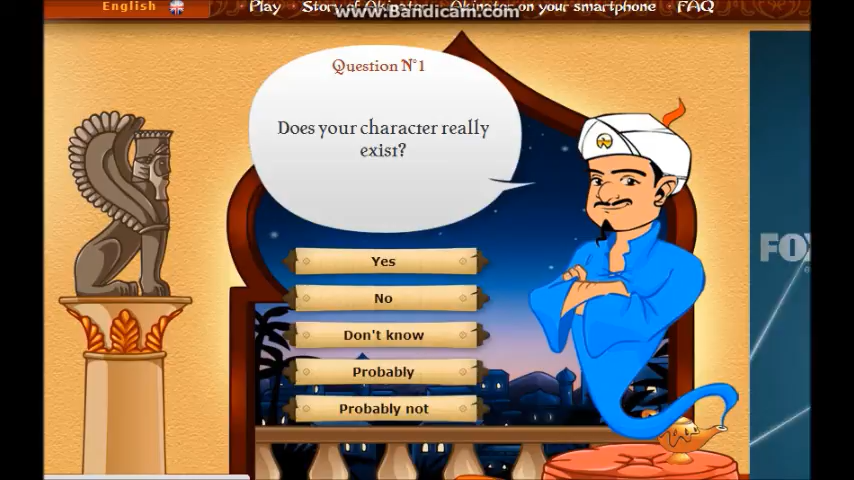 www.Bandicam.com
English
Play Story of Akinator Akinator on your smartphone FAQ
Question N°1
Does your character really
exist?
Yes
No
Don't know
Probably
Probably not
FOX